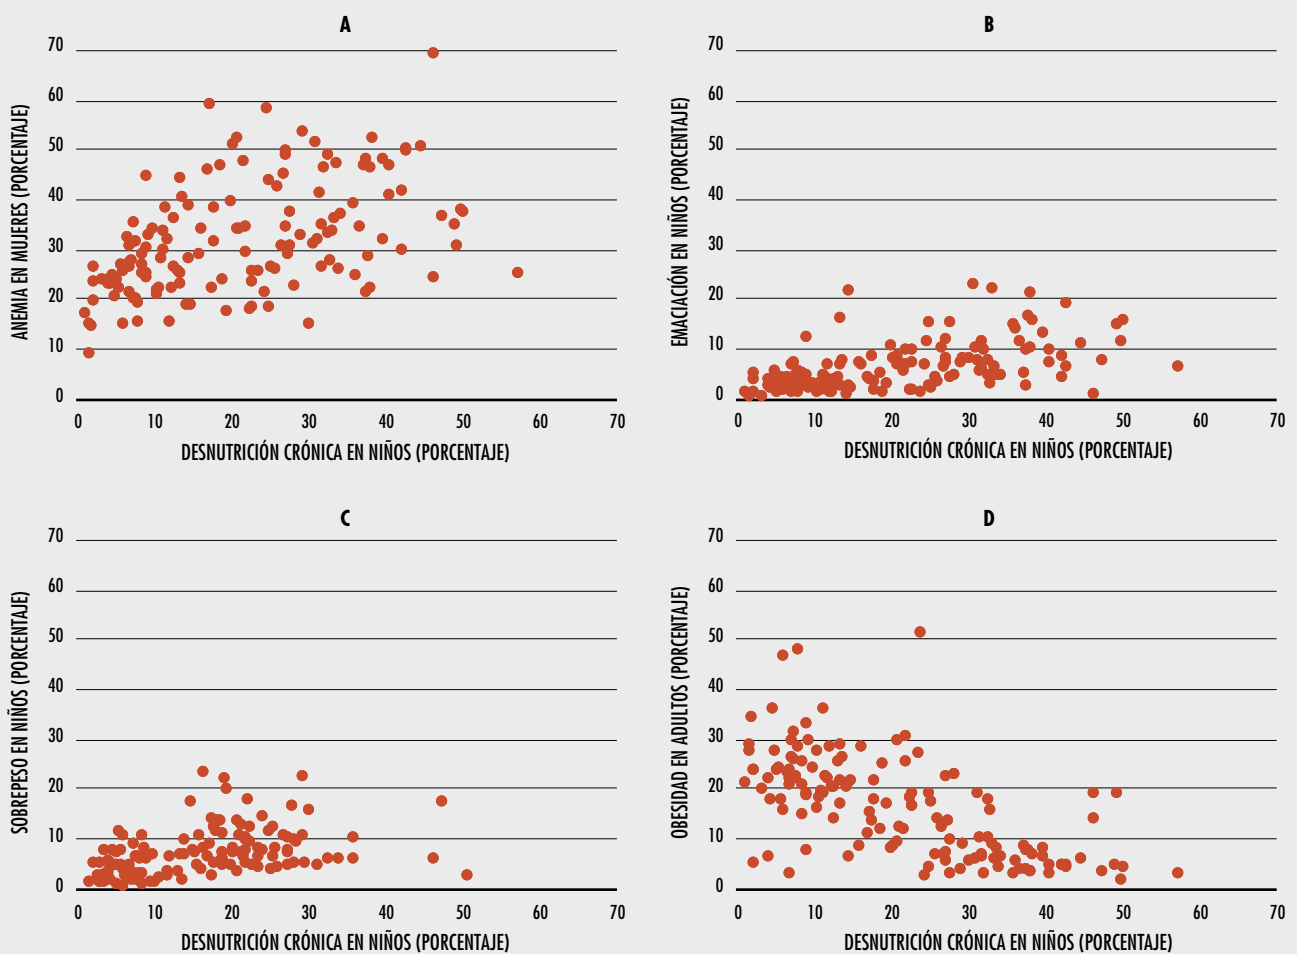 A
70
60
50
40
30
20
10
0
ANEMIA EN MUJERES (PORCENTAJE)
0 10 20 30 40 50 60 70
DESNUTRICIÓN CRÓNICA EN NIÑOS (PORCENTAJE)
B
70
60
50
40
30
20
10
0
EMACIACIÓN EN NIÑOS (PORCENTAJE)
0 10 20 30 40 50 60 70
DESNUTRICIÓN CRÓNICA EN NIÑOS (PORCENTAJE)
C
70
60
50
40
30
20
10
0
SOBREPESO EN NIÑOS (PORCENTAJE)
0 10 20 30 40 50 60 70
DESNUTRICIÓN CRÓNICA EN NIÑOS (PORCENTAJE)
D
70
60
50
40
30
20
10
0
OBESIDAD EN ADULTOS (PORCENTAJE)
0 10 20 30 40 50 60 70
DESNUTRICIÓN CRÓNICA EN NIÑOS (PORCENTAJE)